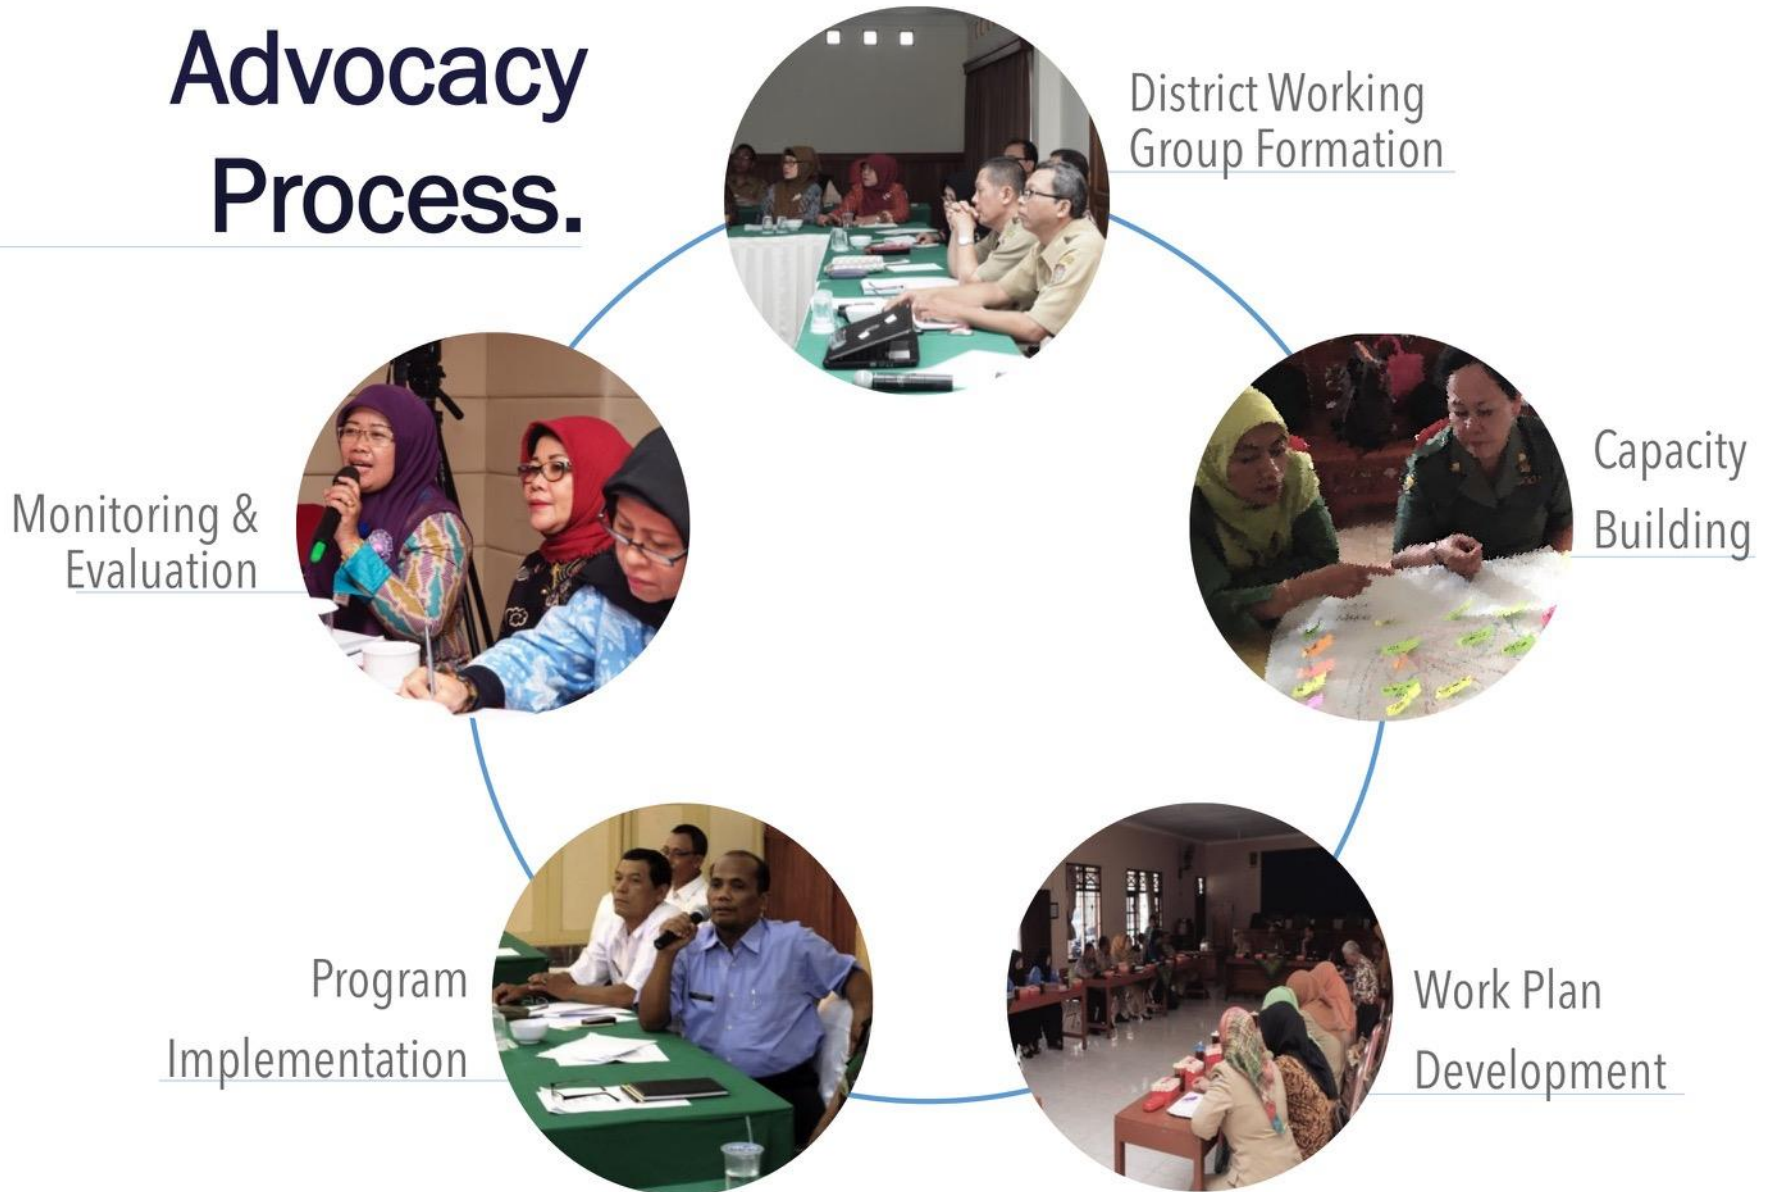 Advocacy
Process.
District Working
Group Formation
Capacity
Building
Work Plan
Development
Program
Implementation
Monitoring &
Evaluation